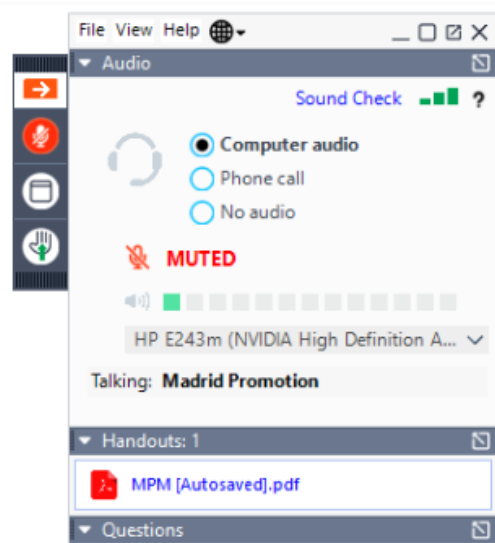 File View Help
Audio
Sound Check ?
Computer audio
Phone call
No audio
MUTED
HP E243m (NVIDIA High Definition A...
Talking: Madrid Promotion
Handouts: 1
MPM [Autosaved].pdf
Questions